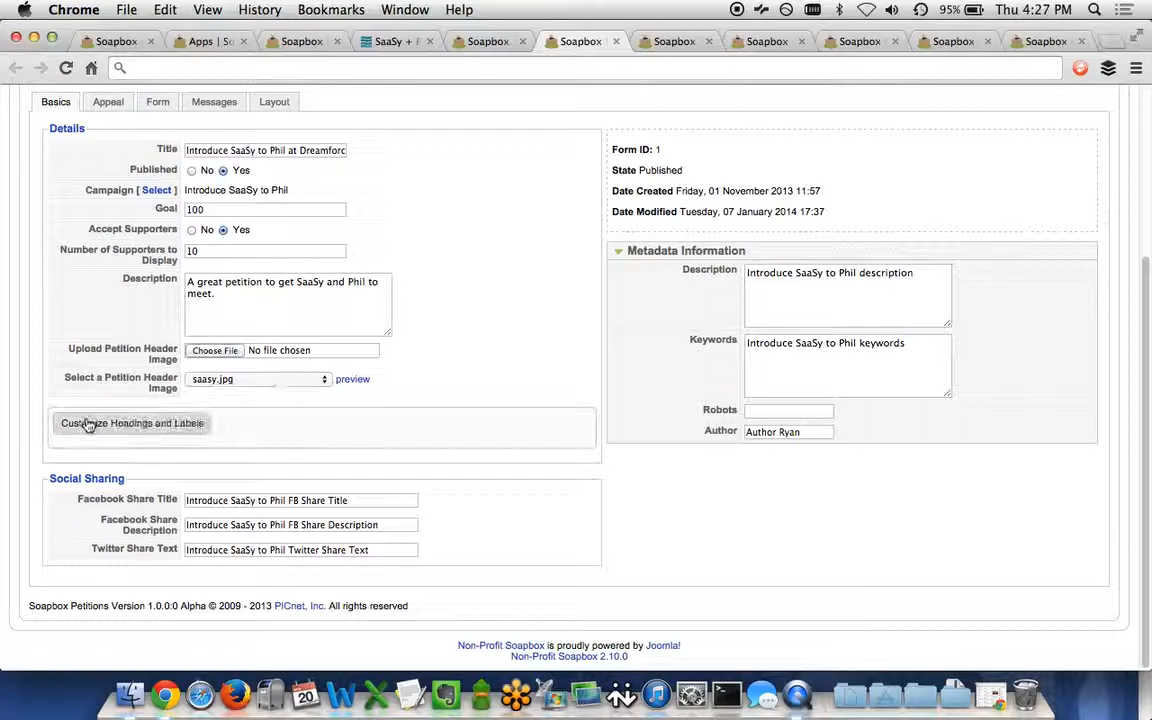 Chrome File Edit View History Bookmarks Window Help 95% Thu 4:27 PM
Soapbox Apps | So Soapbox SaaSy + F Soapbox Soapbox Soapbox Soapbox Soapbox Soapbox Soapbox
Basics Appeal Form Messages Layout
Details
Title Introduce SaaSy to Phil at Dreamforc
Published No Yes
Campaign [ Select ] Introduce SaaSy to Phil
Goal 100
Accept Supporters No Yes
Number of Supporters to Display 10
Description A great petition to get SaaSy and Phil to
meet.
Upload Petition Header Image Choose File No file chosen
Select a Petition Header Image saasy.jpg preview
Customize Headings and Labels
Social Sharing
Facebook Share Title Introduce SaaSy to Phil FB Share Title
Facebook Share Description Introduce SaaSy to Phil FB Share Description
Twitter Share Text Introduce SaaSy to Phil Twitter Share Text
Form ID: 1
State Published
Date Created Friday, 01 November 2013 11:57
Date Modified Tuesday, 07 January 2014 17:37
Metadata Information
Description Introduce SaaSy to Phil description
Keywords Introduce SaaSy to Phil keywords
Robots
Author Author Ryan
Soapbox Petitions Version 1.0.0:0 Alpha © 2009 - 2013 PICnet, Inc. All rights reserved
Non-Profit Soapbox is proudly powered by Joomla!
Non-Profit Soapbox 2.10.0
20